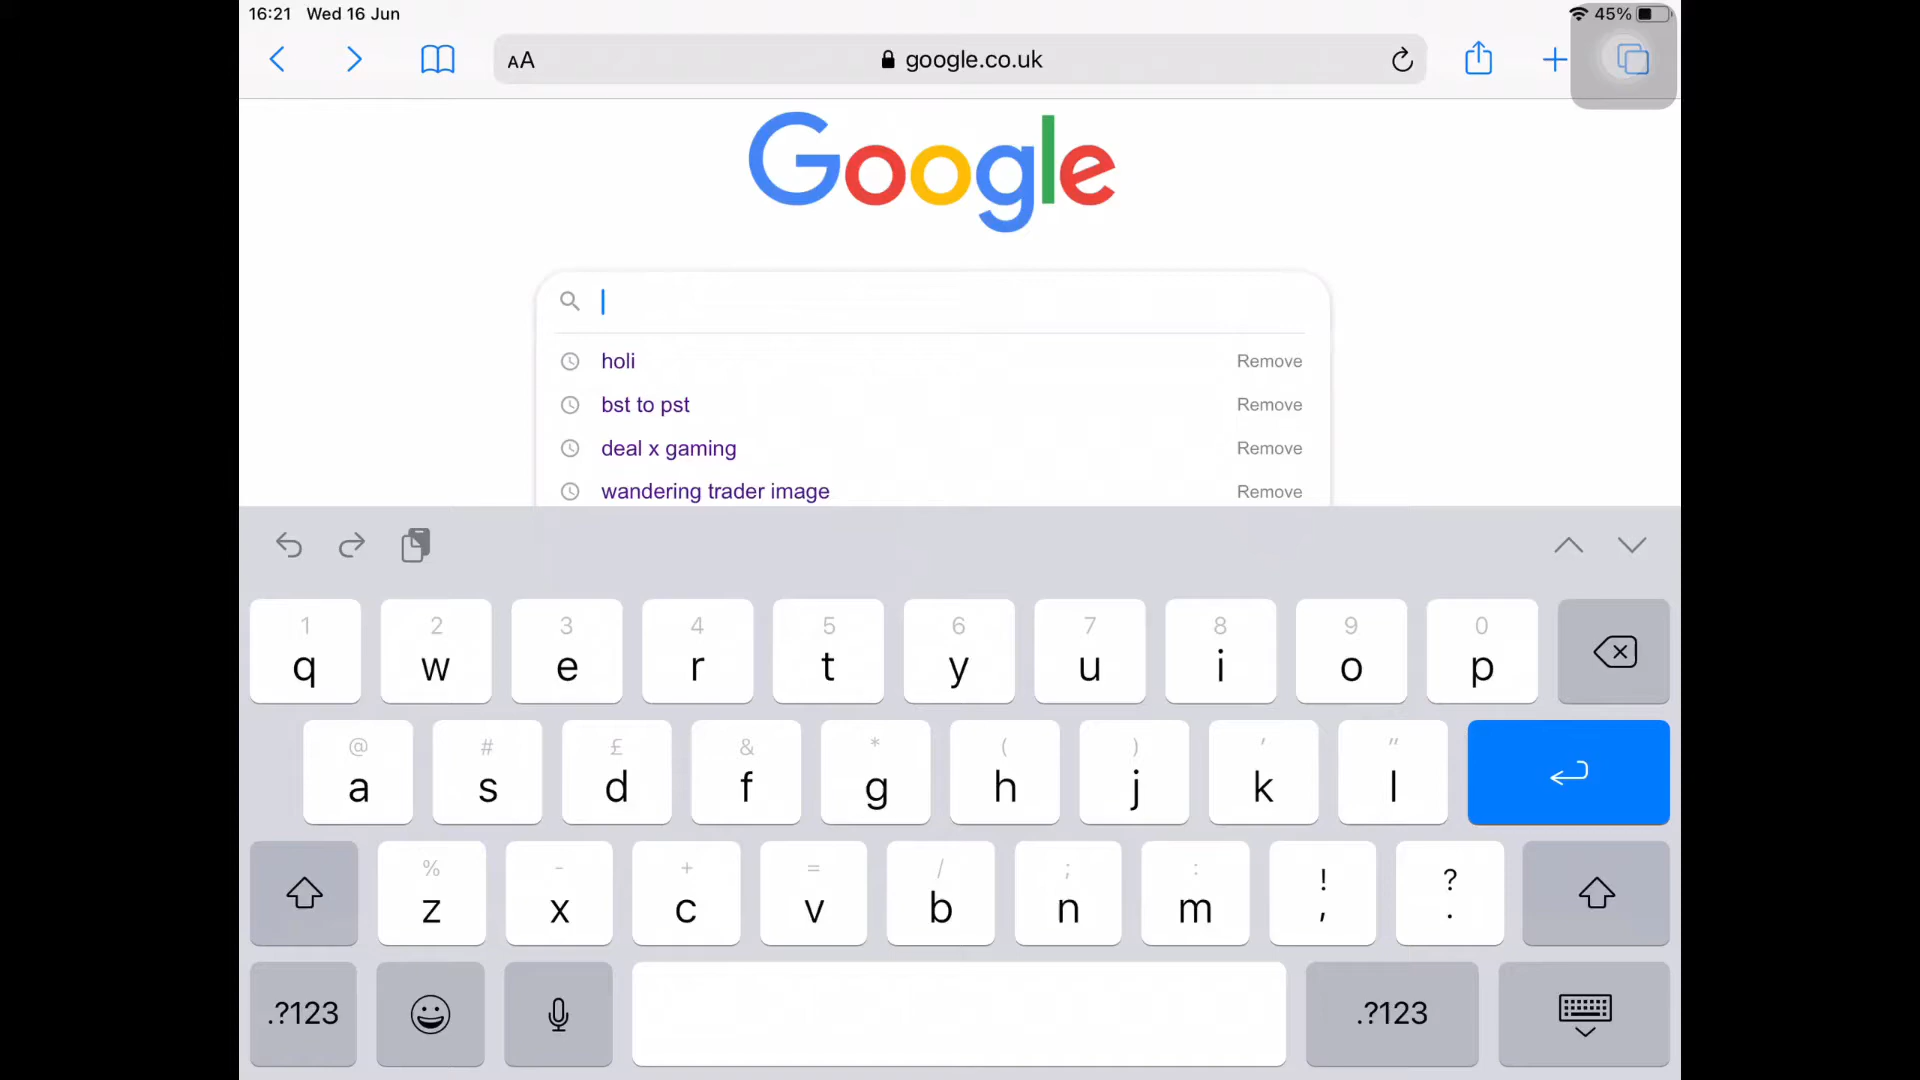 16:21 Wed 16 Jun 45%
AA google.co.uk
Google
holi Remove
bst to pst Remove
deal x gaming Remove
wandering trader image Remove
1 2 3 4 5 6 7 8 9 0
q w e r t y u i o p
@ # £ & * ( ) ' "
a s d f g h j k l
% - + = / ; : ! ?
z x c v b n m , .
.?123 .?123